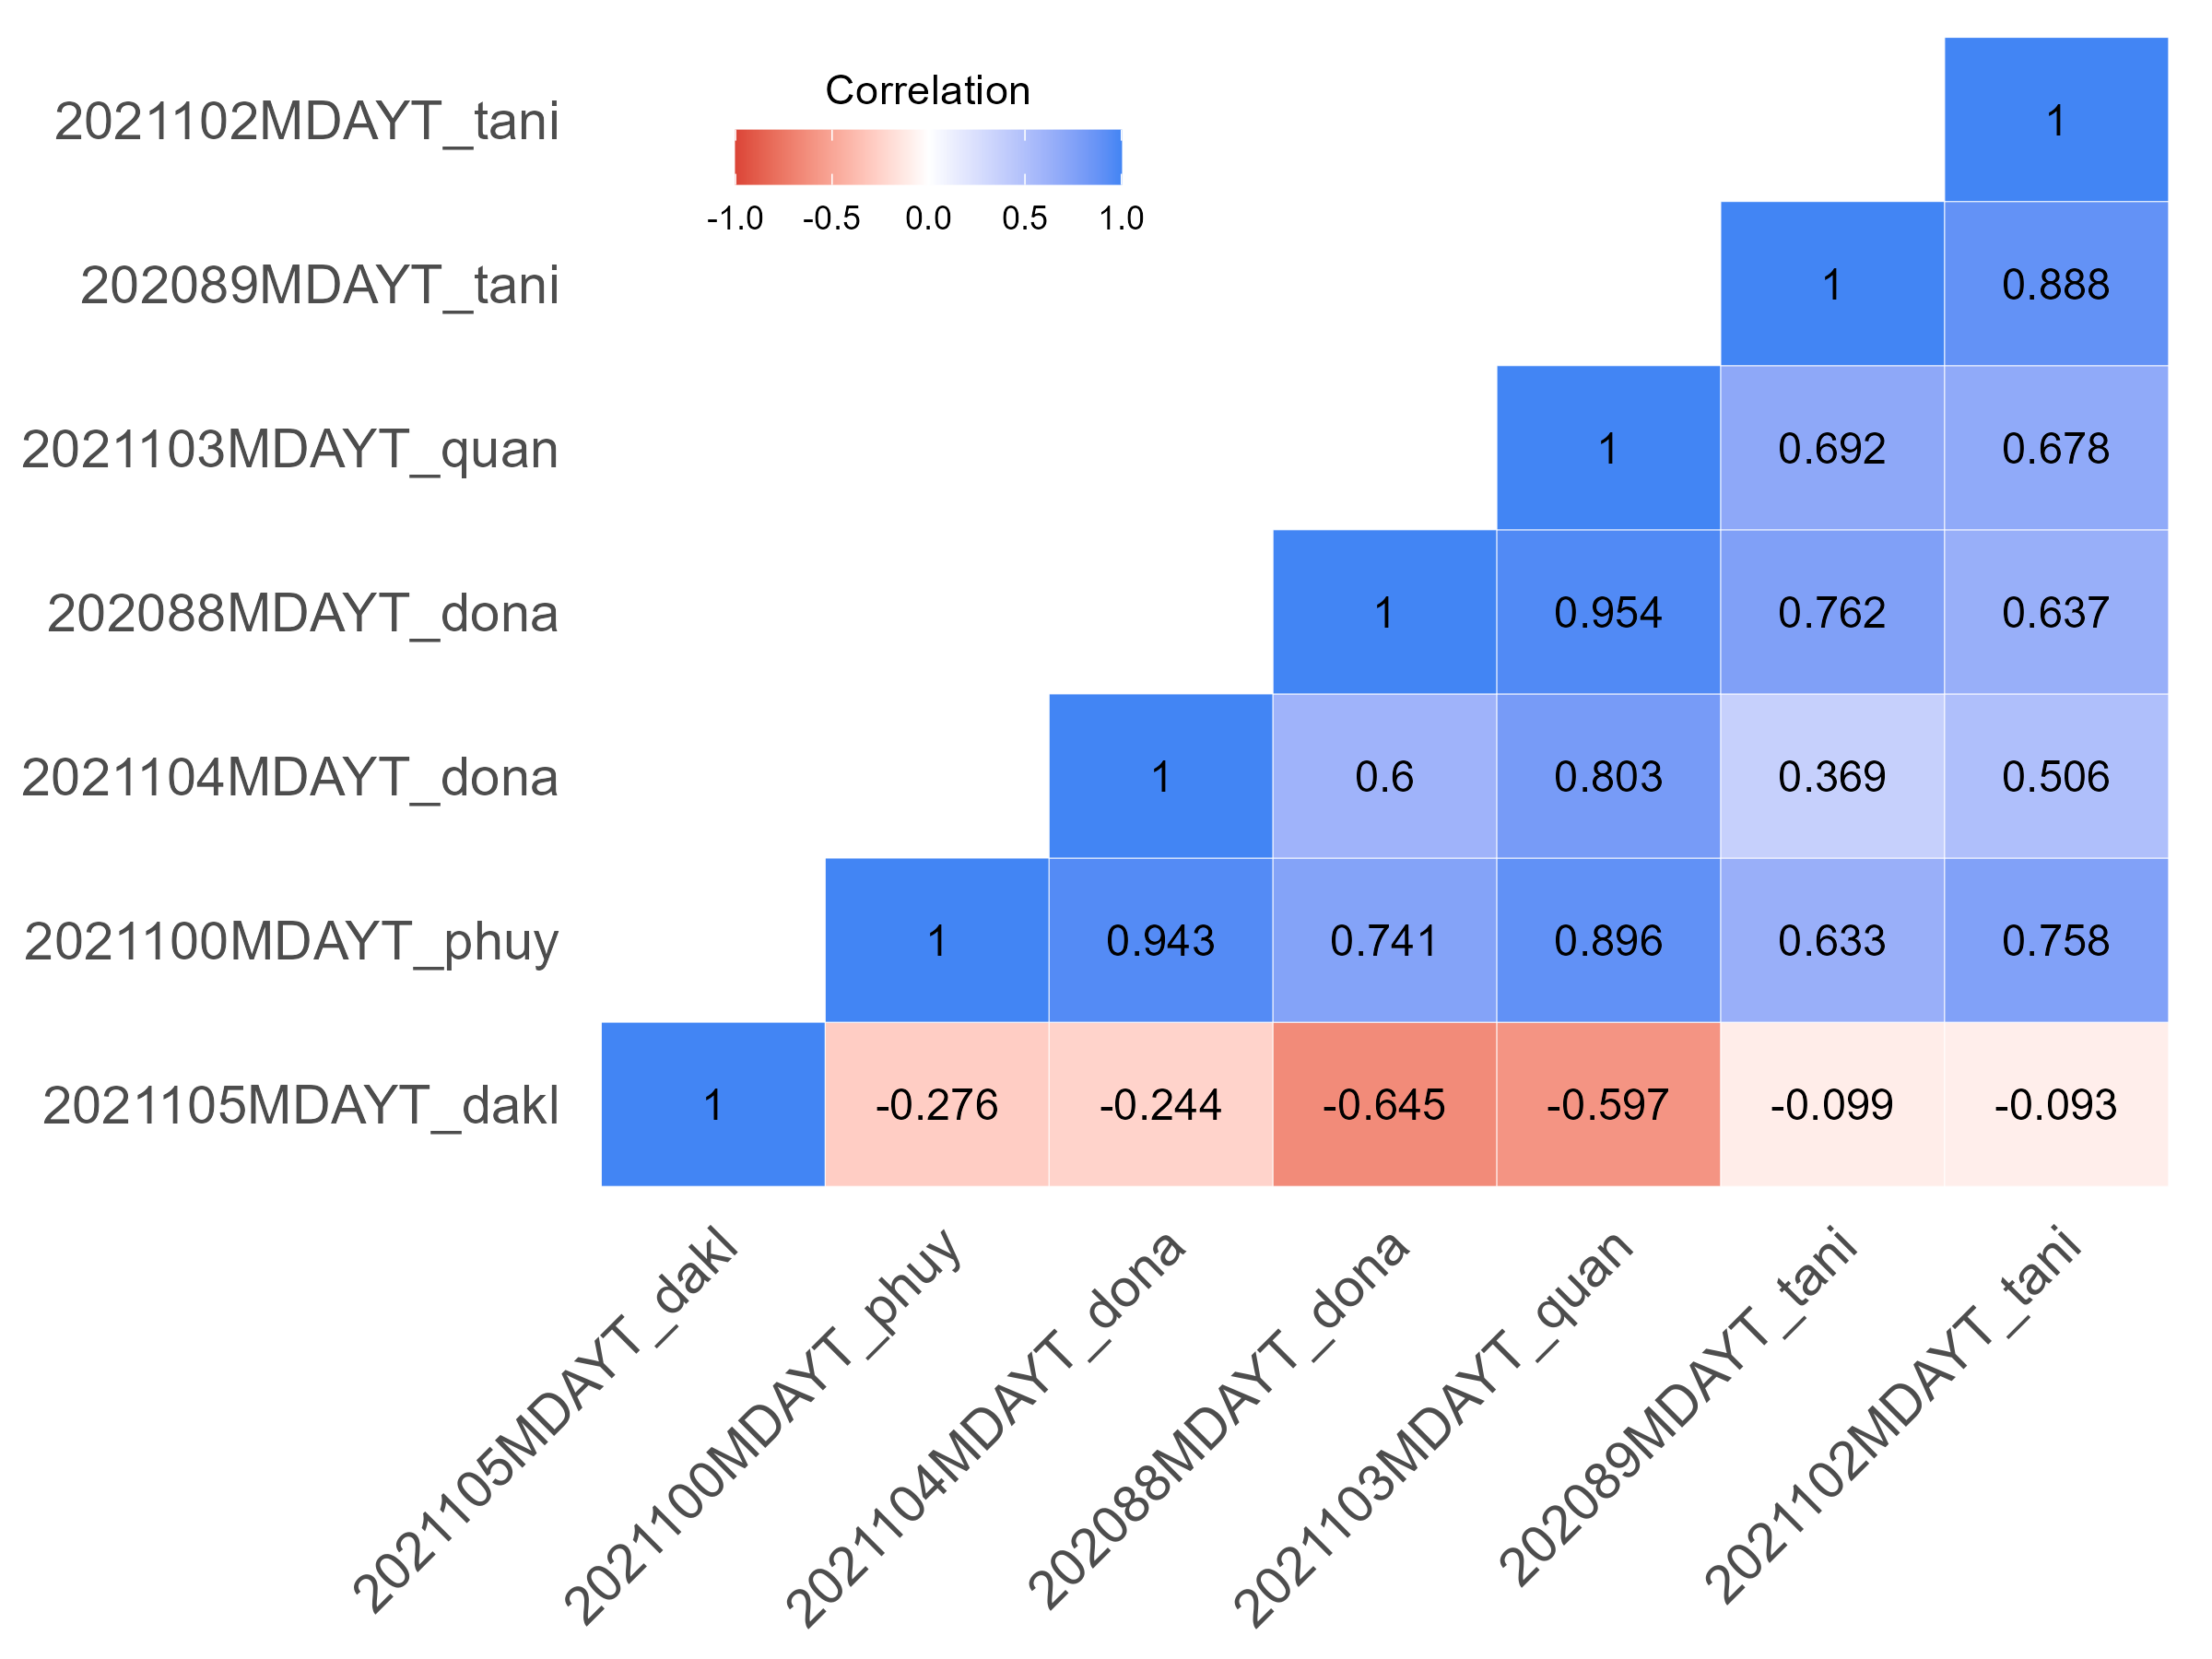 Correlation
-1.0 -0.5 0.0 0.5 1.0
2021102MDAYT_tani 1
202089MDAYT_tani 1 0.888
2021103MDAYT_quan 1 0.692 0.678
202088MDAYT_dona 1 0.954 0.762 0.637
2021104MDAYT_dona 1 0.6 0.803 0.369 0.506
2021100MDAYT_phuy 1 0.943 0.741 0.896 0.633 0.758
2021105MDAYT_dakl 1 -0.276 -0.244 -0.645 -0.597 -0.099 -0.093
2021105MDAYT_dakl
2021100MDAYT_phuy
2021104MDAYT_dona
202088MDAYT_dona
2021103MDAYT_quan
202089MDAYT_tani
2021102MDAYT_tani